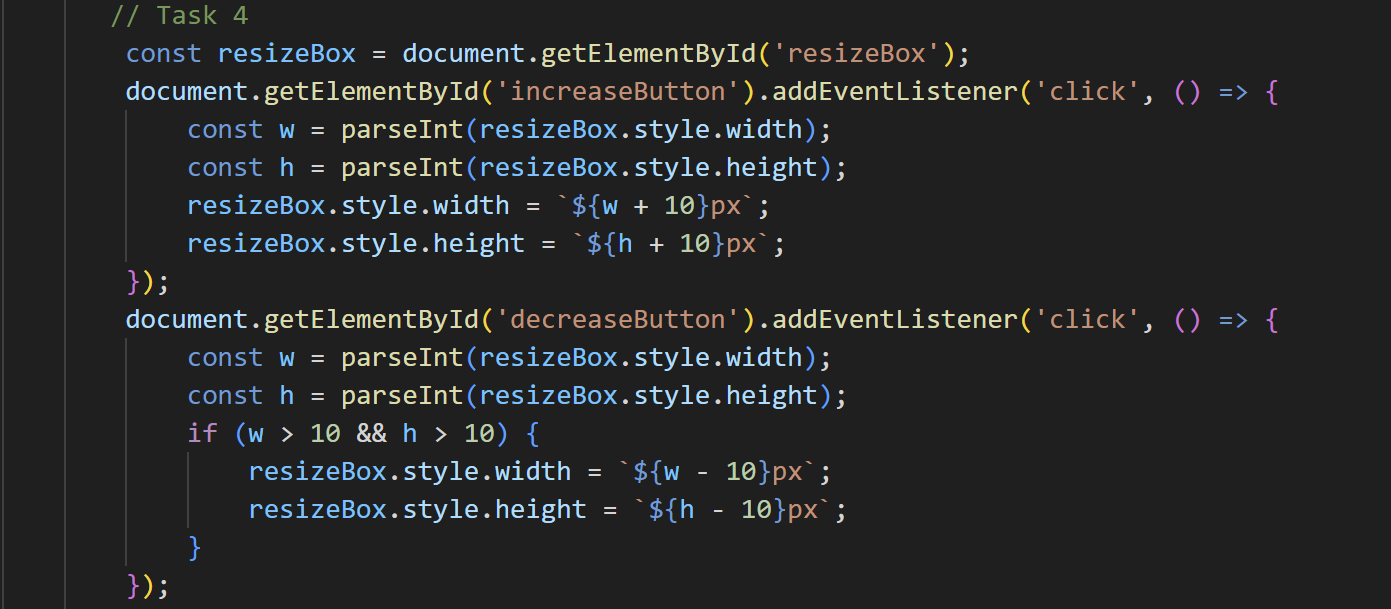 // Task 4
const resizeBox = document.getElementById('resizeBox');
document.getElementById('increaseButton').addEventListener('click', () => {
const w = parseInt(resizeBox.style.width);
const h = parseInt(resizeBox.style.height);
resizeBox.style.width = `${w + 10}px`;
resizeBox.style.height = `${h + 10}px`;
});
document.getElementById('decreaseButton').addEventListener('click', () => {
const w = parseInt(resizeBox.style.width);
const h = parseInt(resizeBox.style.height);
if (w > 10 && h > 10) {
resizeBox.style.width = `${w - 10}px`;
resizeBox.style.height = `${h - 10}px`;
}
});